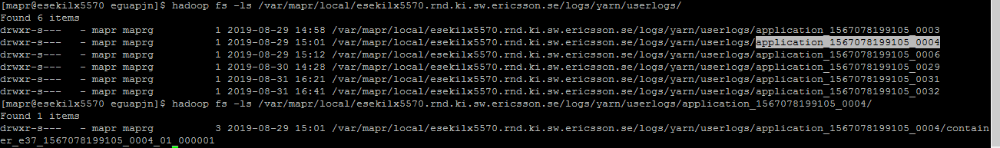 [mapr@esekilx5570 eguapjn]$ hadoop fs -ls /var/mapr/local/esekilx5570.rnd.ki.sw.ericsson.se/logs/yarn/userlogs/
Found 6 items
drwxr-s---   - mapr maprg          1 2019-08-29 14:58 /var/mapr/local/esekilx5570.rnd.ki.sw.ericsson.se/logs/yarn/userlogs/application_1567078199105_0003
drwxr-s---   - mapr maprg          1 2019-08-29 15:01 /var/mapr/local/esekilx5570.rnd.ki.sw.ericsson.se/logs/yarn/userlogs/application_1567078199105_0004
drwxr-s---   - mapr maprg          1 2019-08-29 15:12 /var/mapr/local/esekilx5570.rnd.ki.sw.ericsson.se/logs/yarn/userlogs/application_1567078199105_0006
drwxr-s---   - mapr maprg          1 2019-08-30 14:28 /var/mapr/local/esekilx5570.rnd.ki.sw.ericsson.se/logs/yarn/userlogs/application_1567078199105_0029
drwxr-s---   - mapr maprg          1 2019-08-31 16:21 /var/mapr/local/esekilx5570.rnd.ki.sw.ericsson.se/logs/yarn/userlogs/application_1567078199105_0031
drwxr-s---   - mapr maprg          1 2019-08-31 16:41 /var/mapr/local/esekilx5570.rnd.ki.sw.ericsson.se/logs/yarn/userlogs/application_1567078199105_0032
[mapr@esekilx5570 eguapjn]$ hadoop fs -ls /var/mapr/local/esekilx5570.rnd.ki.sw.ericsson.se/logs/yarn/userlogs/application_1567078199105_0004/
Found 1 items
drwxr-s---   - mapr maprg          3 2019-08-29 15:01 /var/mapr/local/esekilx5570.rnd.ki.sw.ericsson.se/logs/yarn/userlogs/application_1567078199105_0004/contain
er_e37_1567078199105_0004_01_000001